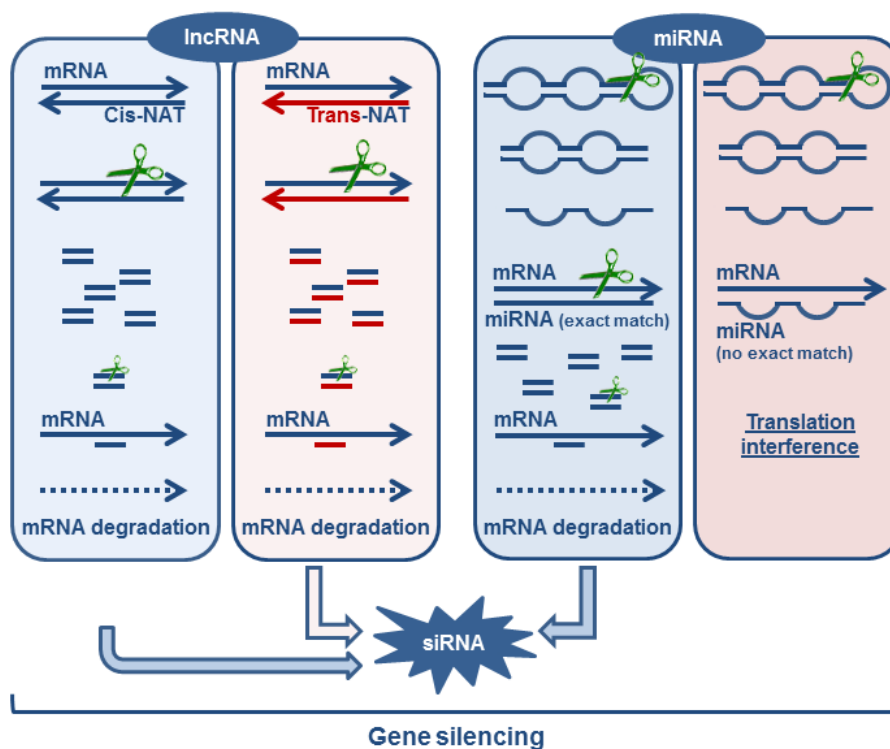 lncRNA
mRNA
Cis-NAT
mRNA
mRNA degradation
mRNA
Trans-NAT
mRNA
mRNA degradation
miRNA
mRNA
miRNA (exact match)
mRNA
mRNA degradation
mRNA
miRNA
(no exact match)
Translation
interference
siRNA
Gene silencing